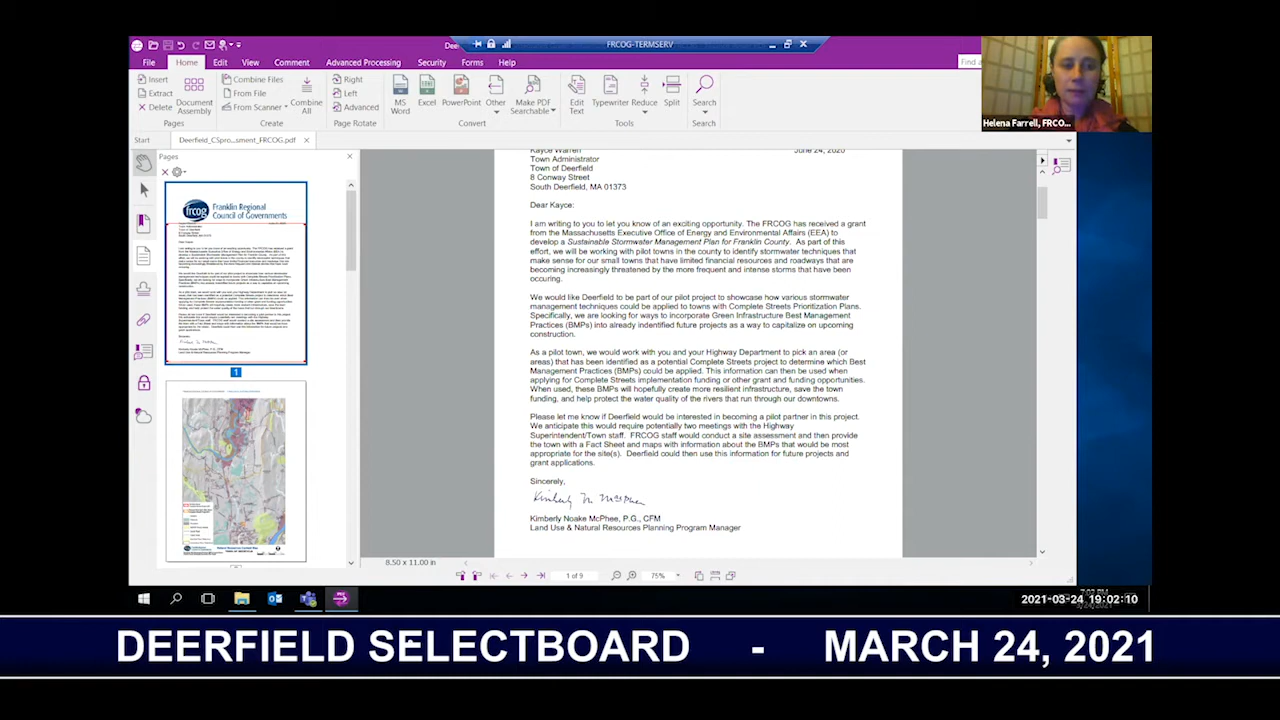 Dee
FRCOG-TERMSERV
File Home Edit View Comment Advanced Processing Security Forms Help
Find a
Insert
Extract
Delete
Document Assembly
Pages
Combine Files
From File
From Scanner
Combine All
Create
Right
Left
Advanced
Page Rotate
MS Word
Excel
PowerPoint
Other
Make PDF Searchable
Convert
Edit Text
Typewriter
Reduce
Split
Tools
Search
Search
Helena Farrell, FRCO...
Start
Deerfield_CSpro...sment_FRCOG.pdf
Pages
frcog Franklin Regional
Council of Governments
1
Kayce Warren June 24, 2020
Town Administrator
Town of Deerfield
8 Conway Street
South Deerfield, MA 01373
Dear Kayce:
I am writing to you to let you know of an exciting opportunity. The FRCOG has received a grant
from the Massachusetts Executive Office of Energy and Environmental Affairs (EEA) to
develop a Sustainable Stormwater Management Plan for Franklin County. As part of this
effort, we will be working with pilot towns in the county to identify stormwater techniques that
make sense for our small towns that have limited financial resources and roadways that are
becoming increasingly threatened by the more frequent and intense storms that have been
occuring.
We would like Deerfield to be part of our pilot project to showcase how various stormwater
management techniques could be applied to towns with Complete Streets Prioritization Plans.
Specifically, we are looking for ways to incorporate Green Infrastructure Best Management
Practices (BMPs) into already indentified future projects as a way to capitalize on upcoming
construction.
As a pilot town, we would work with you and your Highway Department to pick an area (or
areas) that has been identified as a potential Complete Streets project to determine which Best
Management Practices (BMPs) could be applied. This information can then be used when
applying for Complete Streets implementation funding or other grant and funding opportunities.
When used, these BMPs will hopefully create more resilient infrastructure, save the town
funding, and help protect the water quality of the rivers that run through our downtowns.
Please let me know if Deerfield would be interested in becoming a pilot partner in this project.
We anticipate this would require potentially two meetings with the Highway
Superintendent/Town staff. FRCOG staff would conduct a site assessment and then provide
the town with a Fact Sheet and maps with information about the BMPs that would be most
appropriate for the site(s). Deerfield could then use this information for future projects and
grant applications.
Sincerely,
Kimberly N McPhee
Kimberly Noake McPhee, P.G., CFM
Land Use & Natural Resources Planning Program Manager
8.50 x 11.00 in
1 of 9
75%
2021-03-24 19:02:10
DEERFIELD SELECTBOARD - MARCH 24, 2021